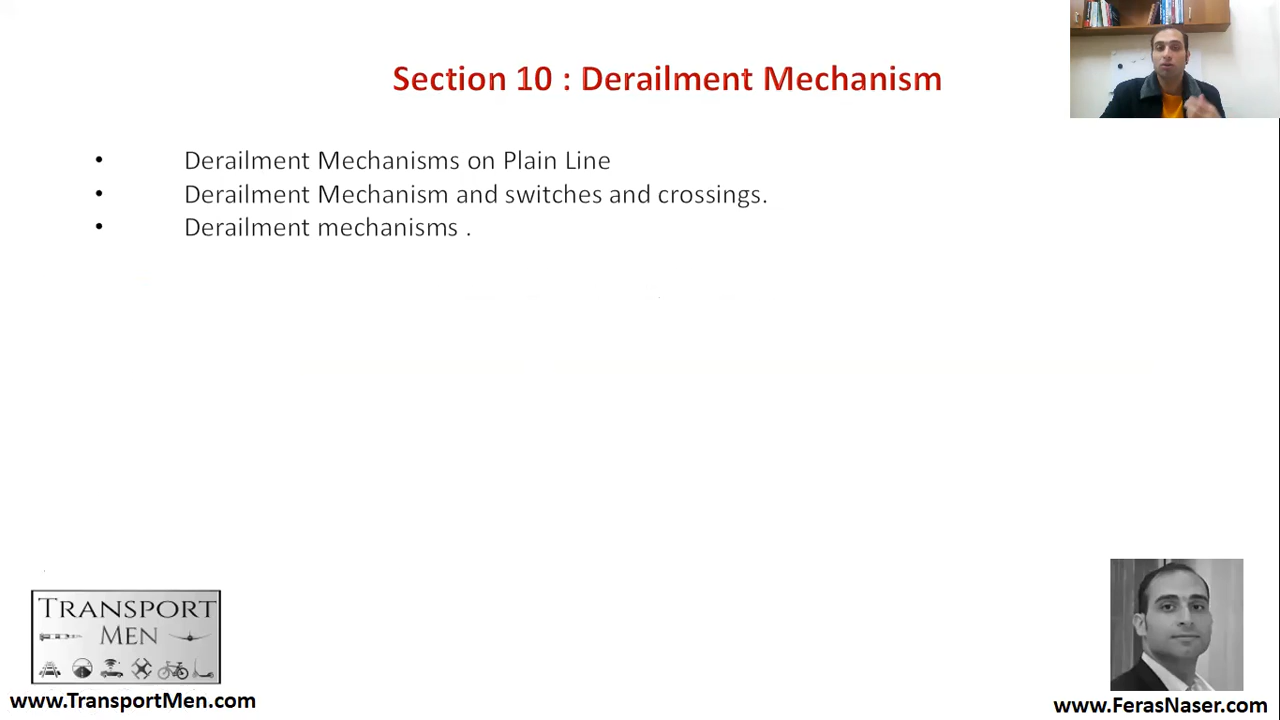 Section 10 : Derailment Mechanism
• Derailment Mechanisms on Plain Line
• Derailment Mechanism and switches and crossings.
• Derailment mechanisms .
TRANSPORT
MEN
www.TransportMen.com
www.FerasNaser.com